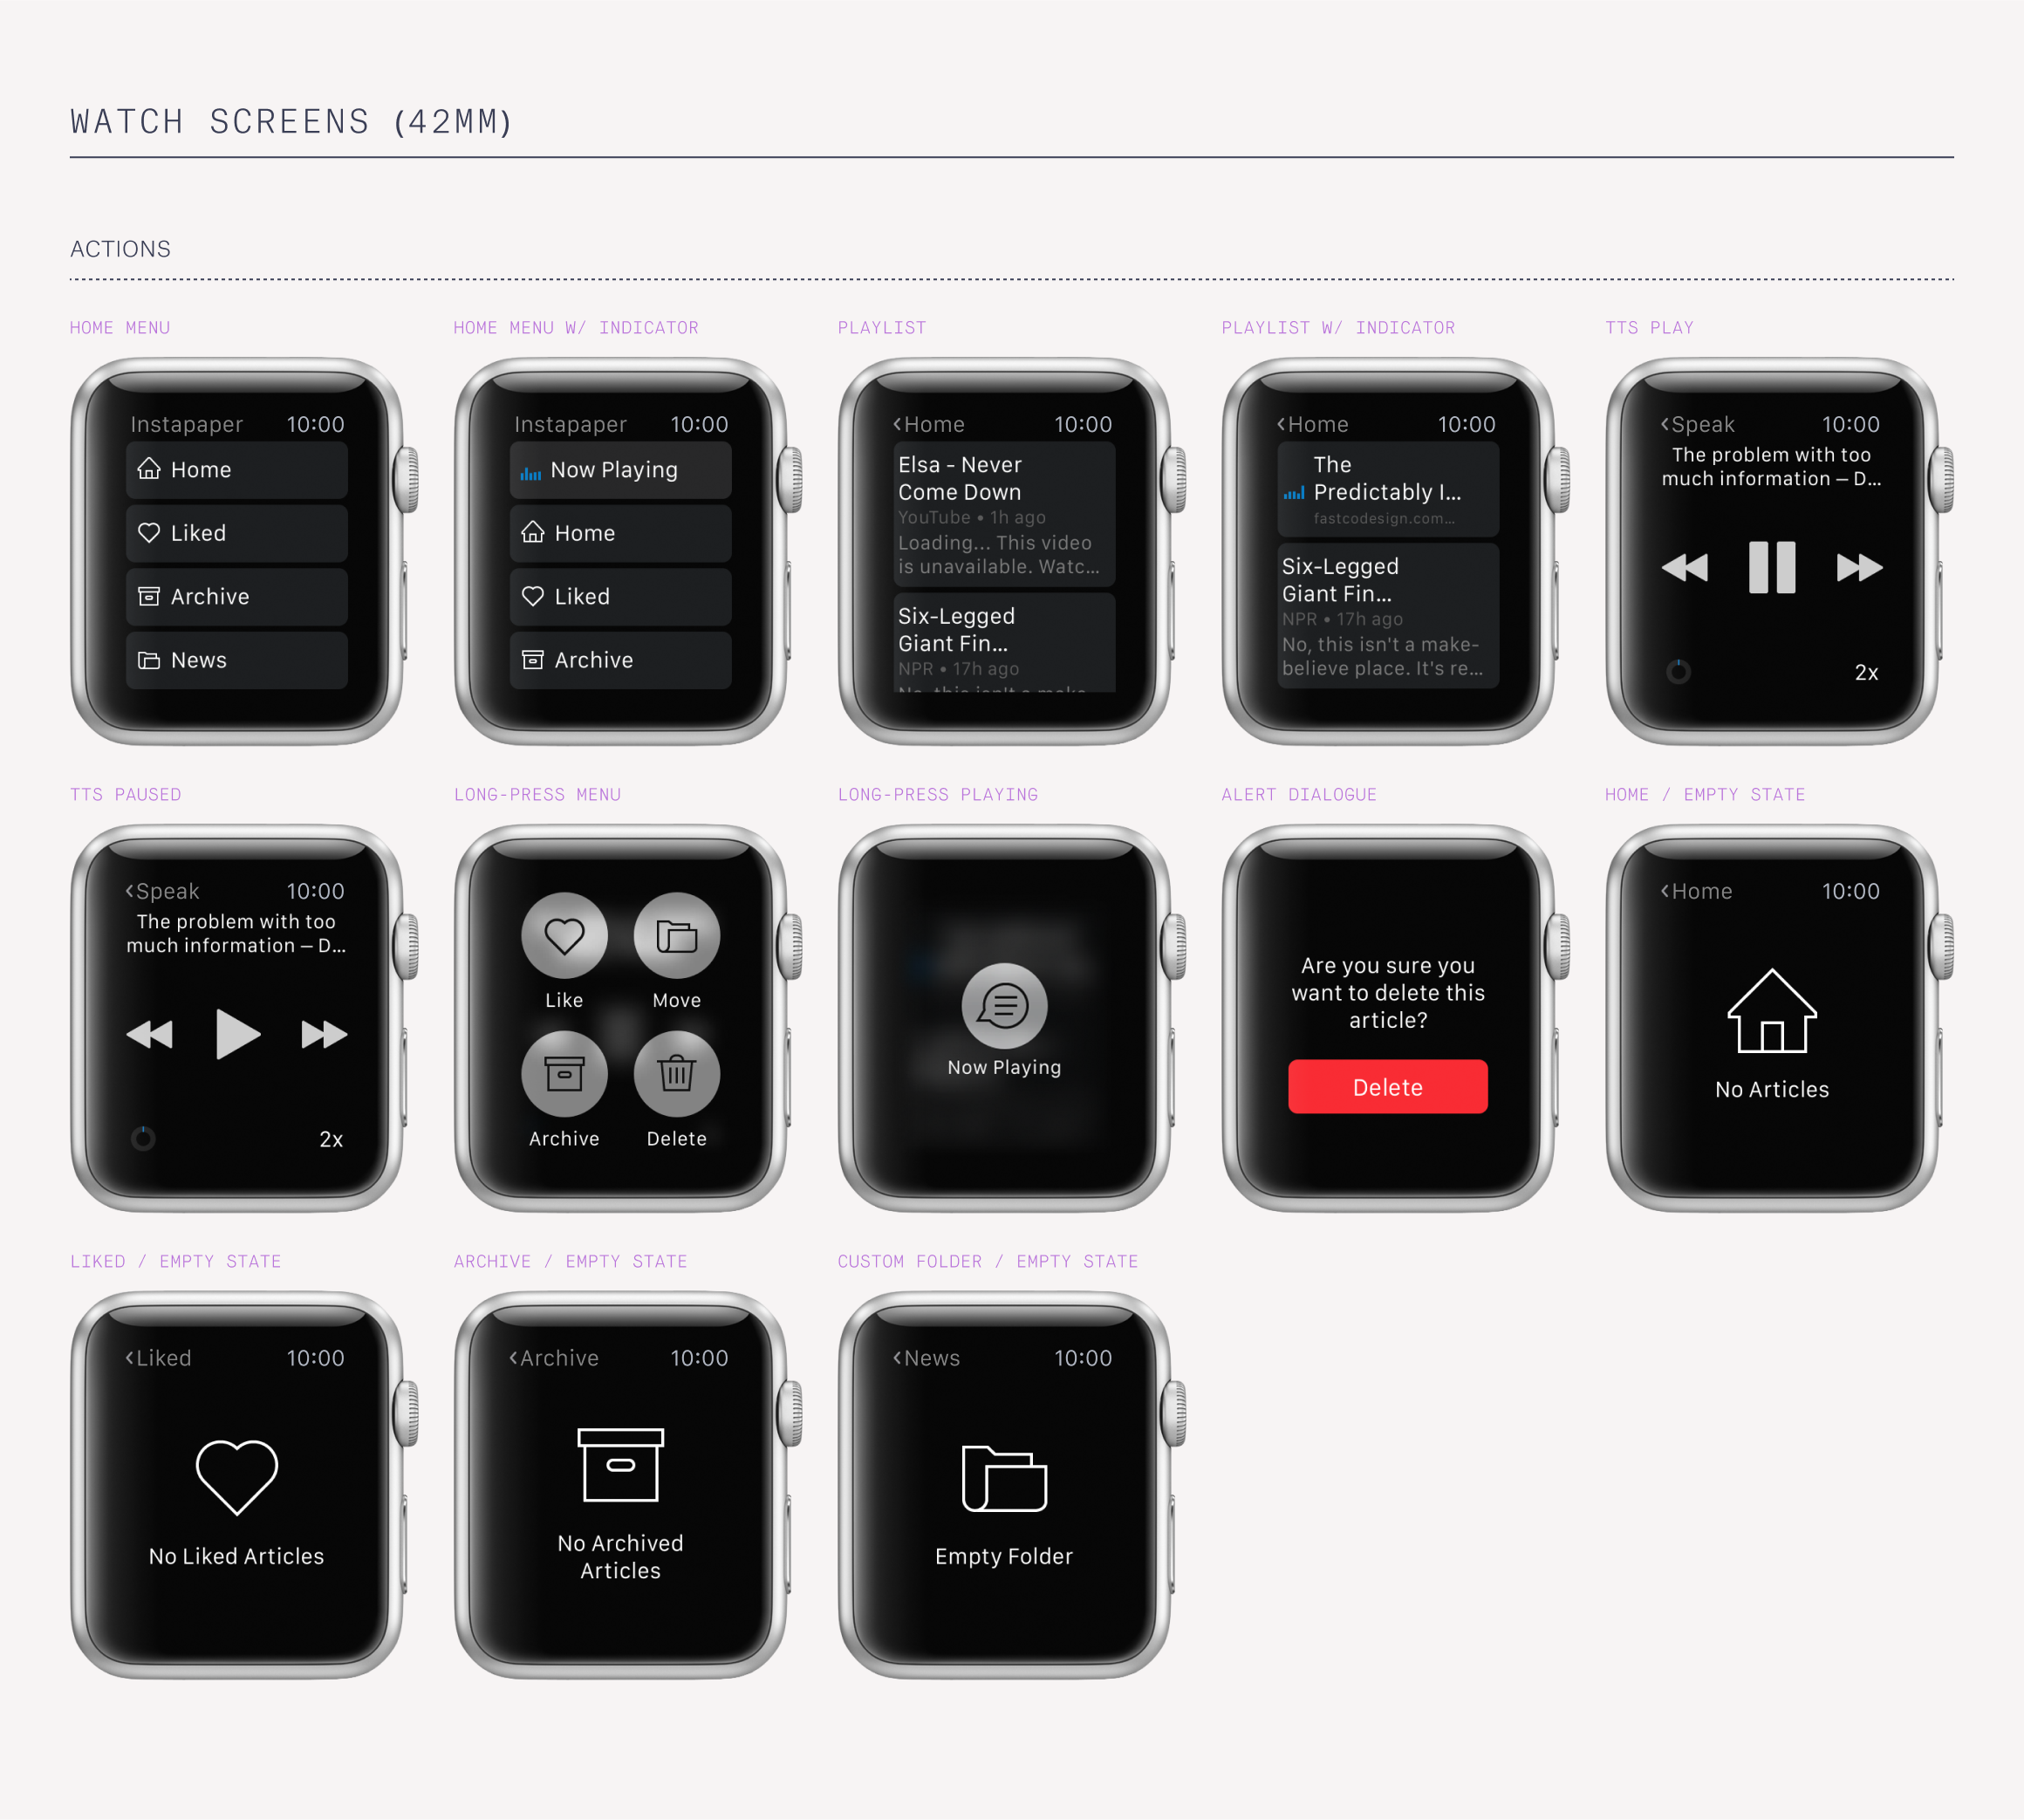 WATCH SCREENS (42MM)
ACTIONS
HOME MENU
Instapaper 10:00
Home
Liked
Archive
News
HOME MENU W/ INDICATOR
Instapaper 10:00
Now Playing
Home
Liked
Archive
PLAYLIST
‹Home 10:00
Elsa - Never
Come Down
YouTube • 1h ago
Loading... This video
is unavailable. Watc...
Six-Legged
Giant Fin...
NPR • 17h ago
No, this isn't a make-
PLAYLIST W/ INDICATOR
‹Home 10:00
The
Predictably I...
fastcodesign.com...
Six-Legged
Giant Fin...
NPR • 17h ago
No, this isn't a make-
believe place. It's re...
TTS PLAY
‹Speak 10:00
The problem with too
much information – D...
2x
TTS PAUSED
‹Speak 10:00
The problem with too
much information – D...
2x
LONG-PRESS MENU
Like Move
Archive Delete
LONG-PRESS PLAYING
Now Playing
ALERT DIALOGUE
Are you sure you
want to delete this
article?
Delete
HOME / EMPTY STATE
‹Home 10:00
No Articles
LIKED / EMPTY STATE
‹Liked 10:00
No Liked Articles
ARCHIVE / EMPTY STATE
‹Archive 10:00
No Archived
Articles
CUSTOM FOLDER / EMPTY STATE
‹News 10:00
Empty Folder